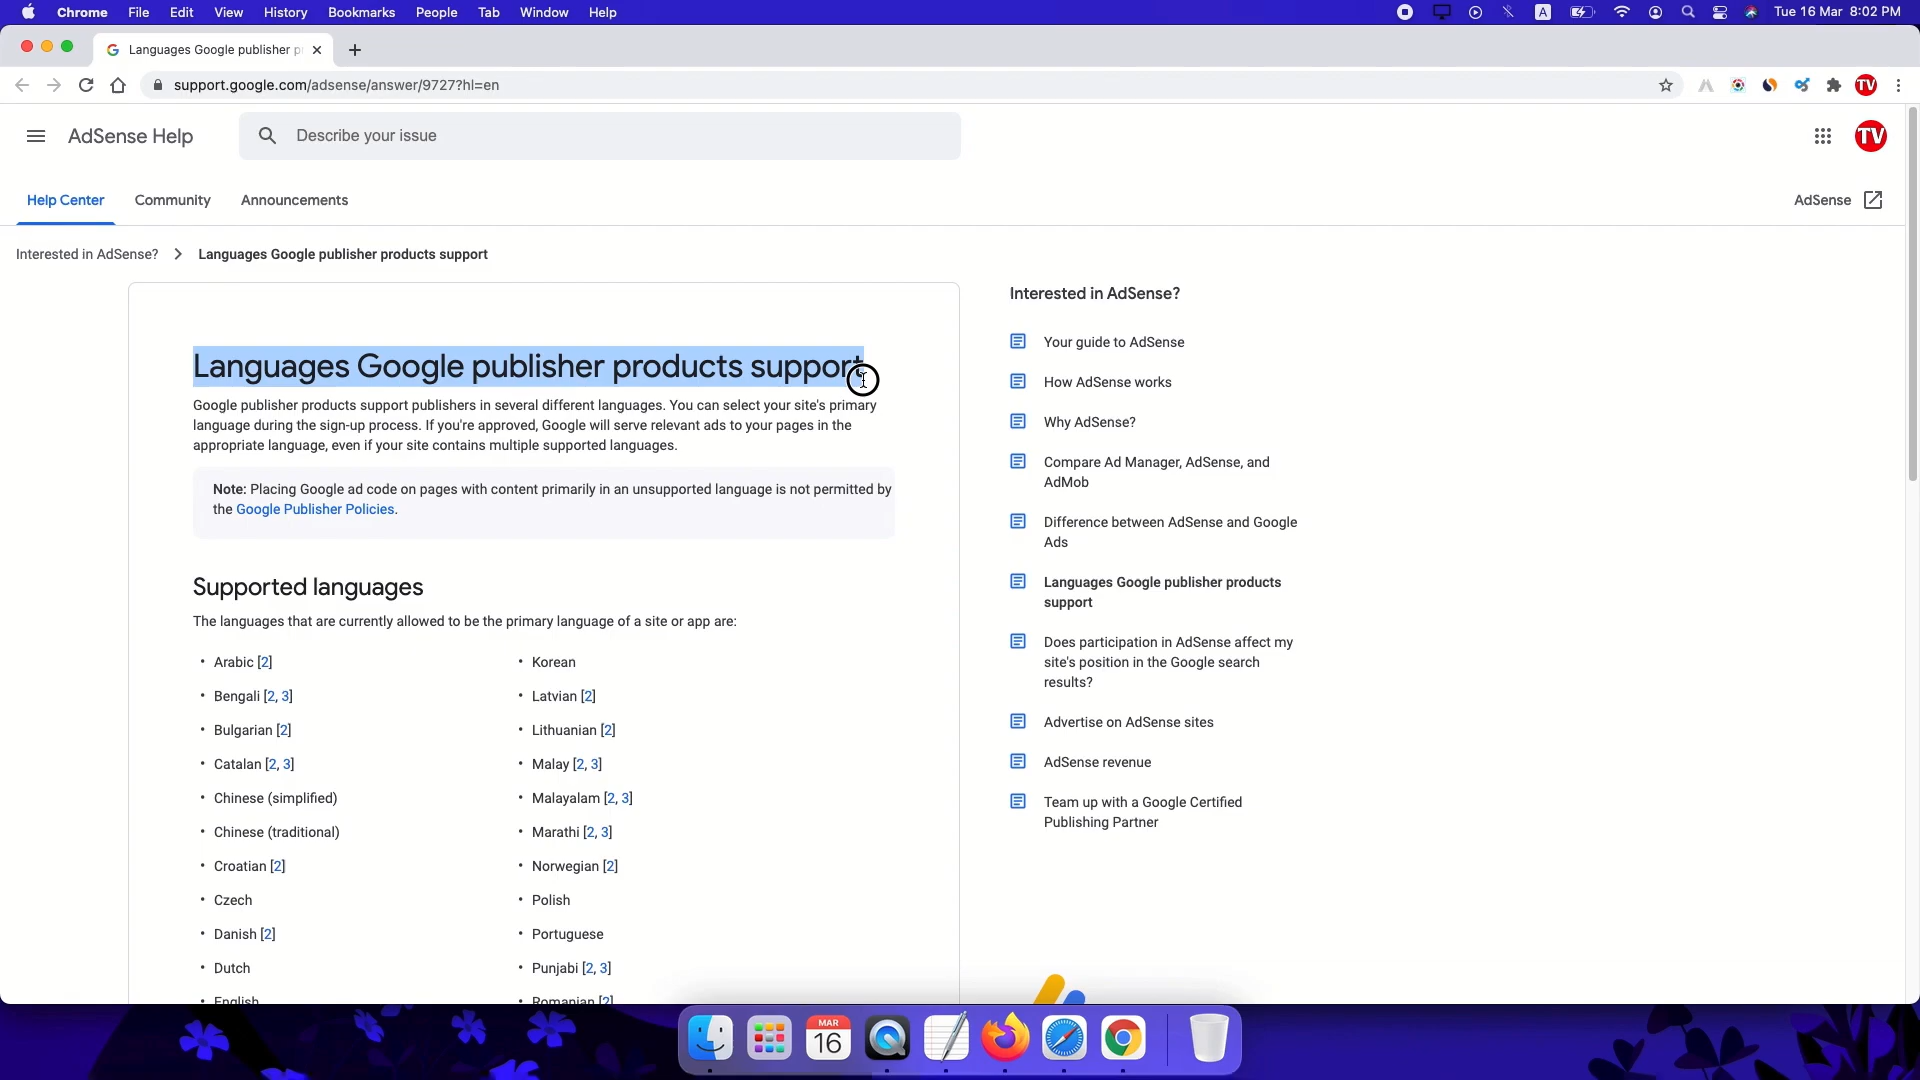 Chrome File Edit View History Bookmarks People Tab Window Help A Tue 16 Mar 8:02 PM
Languages Google publisher p
support.google.com/adsense/answer/9727?hl=en
TV
AdSense Help
Describe your issue
TV
Help Center Community Announcements AdSense
Interested in AdSense? Languages Google publisher products support
Languages Google publisher products support
Google publisher products support publishers in several different languages. You can select your site's primary
language during the sign-up process. If you're approved, Google will serve relevant ads to your pages in the
appropriate language, even if your site contains multiple supported languages.
Note: Placing Google ad code on pages with content primarily in an unsupported language is not permitted by
the Google Publisher Policies.
Supported languages
The languages that are currently allowed to be the primary language of a site or app are:
• Arabic [2]
• Bengali [2, 3]
• Bulgarian [2]
• Catalan [2, 3]
• Chinese (simplified)
• Chinese (traditional)
• Croatian [2]
• Czech
• Danish [2]
• Dutch
• English
• Korean
• Latvian [2]
• Lithuanian [2]
• Malay [2, 3]
• Malayalam [2, 3]
• Marathi [2, 3]
• Norwegian [2]
• Polish
• Portuguese
• Punjabi [2, 3]
• Romanian [2]
Interested in AdSense?
Your guide to AdSense
How AdSense works
Why AdSense?
Compare Ad Manager, AdSense, and
AdMob
Difference between AdSense and Google
Ads
Languages Google publisher products
support
Does participation in AdSense affect my
site's position in the Google search
results?
Advertise on AdSense sites
AdSense revenue
Team up with a Google Certified
Publishing Partner
MAR
16